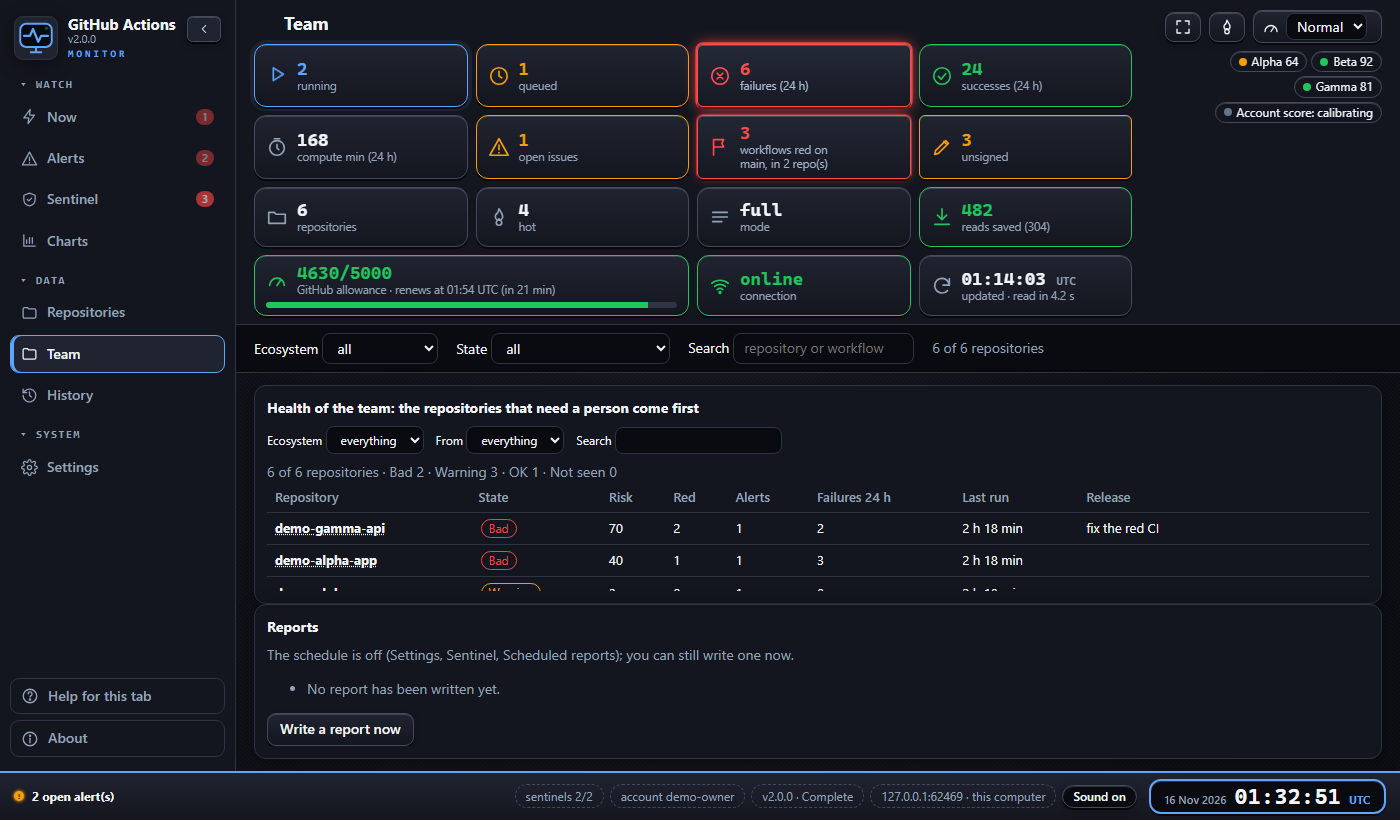 GitHub Actions
v2.0.0
MONITOR
WATCH
Now 1
Alerts 2
Sentinel 3
Charts
DATA
Repositories
Team
History
SYSTEM
Settings
Help for this tab
About
Team
Normal
Alpha 64
Beta 92
Gamma 81
Account score: calibrating
2
running
1
queued
6
failures (24 h)
24
successes (24 h)
168
compute min (24 h)
1
open issues
3
workflows red on
main, in 2 repo(s)
3
unsigned
6
repositories
4
hot
full
mode
482
reads saved (304)
4630/5000
GitHub allowance · renews at 01:54 UTC (in 21 min)
online
connection
01:14:03 UTC
updated · read in 4.2 s
Ecosystem all State all Search repository or workflow 6 of 6 repositories
Health of the team: the repositories that need a person come first
Ecosystem everything From everything Search
6 of 6 repositories · Bad 2 · Warning 3 · OK 1 · Not seen 0
Repository State Risk Red Alerts Failures 24 h Last run Release
demo-gamma-api Bad 70 2 1 2 2 h 18 min fix the red CI
demo-alpha-app Bad 40 1 1 3 2 h 18 min
Reports
The schedule is off (Settings, Sentinel, Scheduled reports); you can still write one now.
No report has been written yet.
Write a report now
2 open alert(s)
sentinels 2/2
account demo-owner
v2.0.0 · Complete
127.0.0.1:62469 · this computer
Sound on
16 Nov 2026 01:32:51 UTC